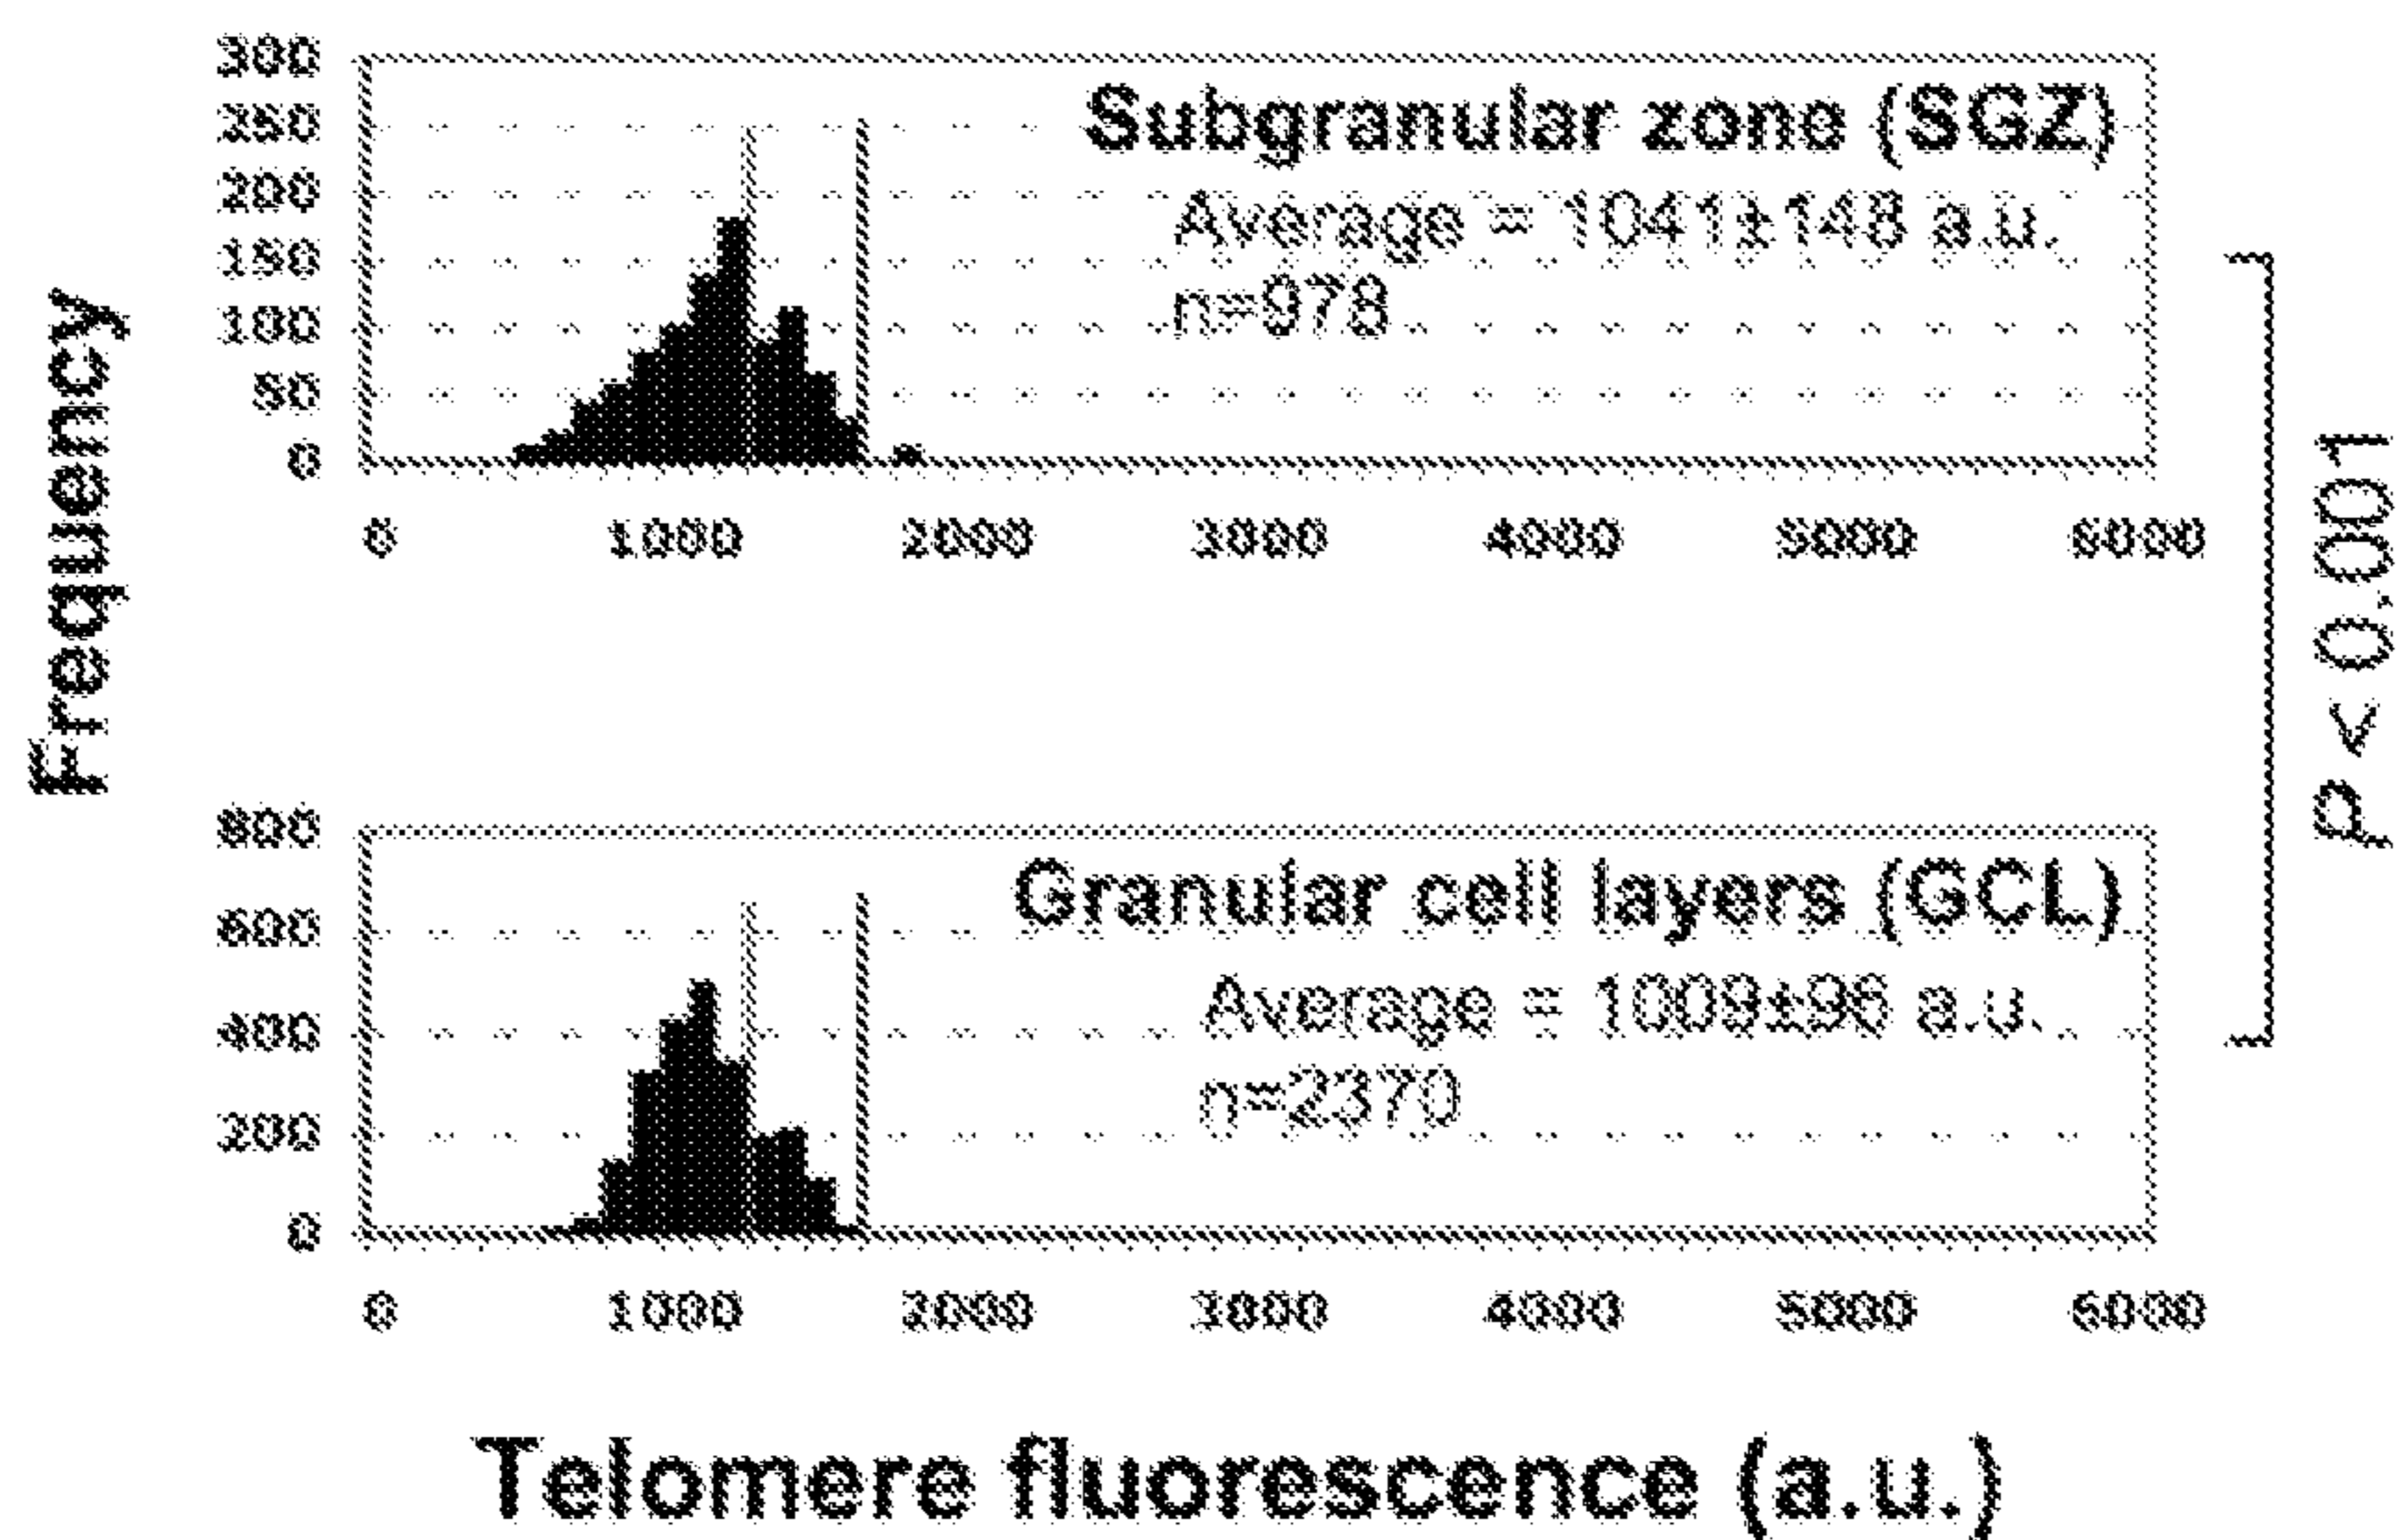 Frequency
300
250
200
150
100
50
0
Subgranular zone (SGZ)
Average = 1041±148 a.u.
n=978
0 1000 2000 3000 4000 5000 6000
800
600
400
200
0
Granular cell layers (GCL)
Average = 1009±96 a.u.
n=2370
0 1000 2000 3000 4000 5000 6000
Telomere fluorescence (a.u.)
P < 0.001